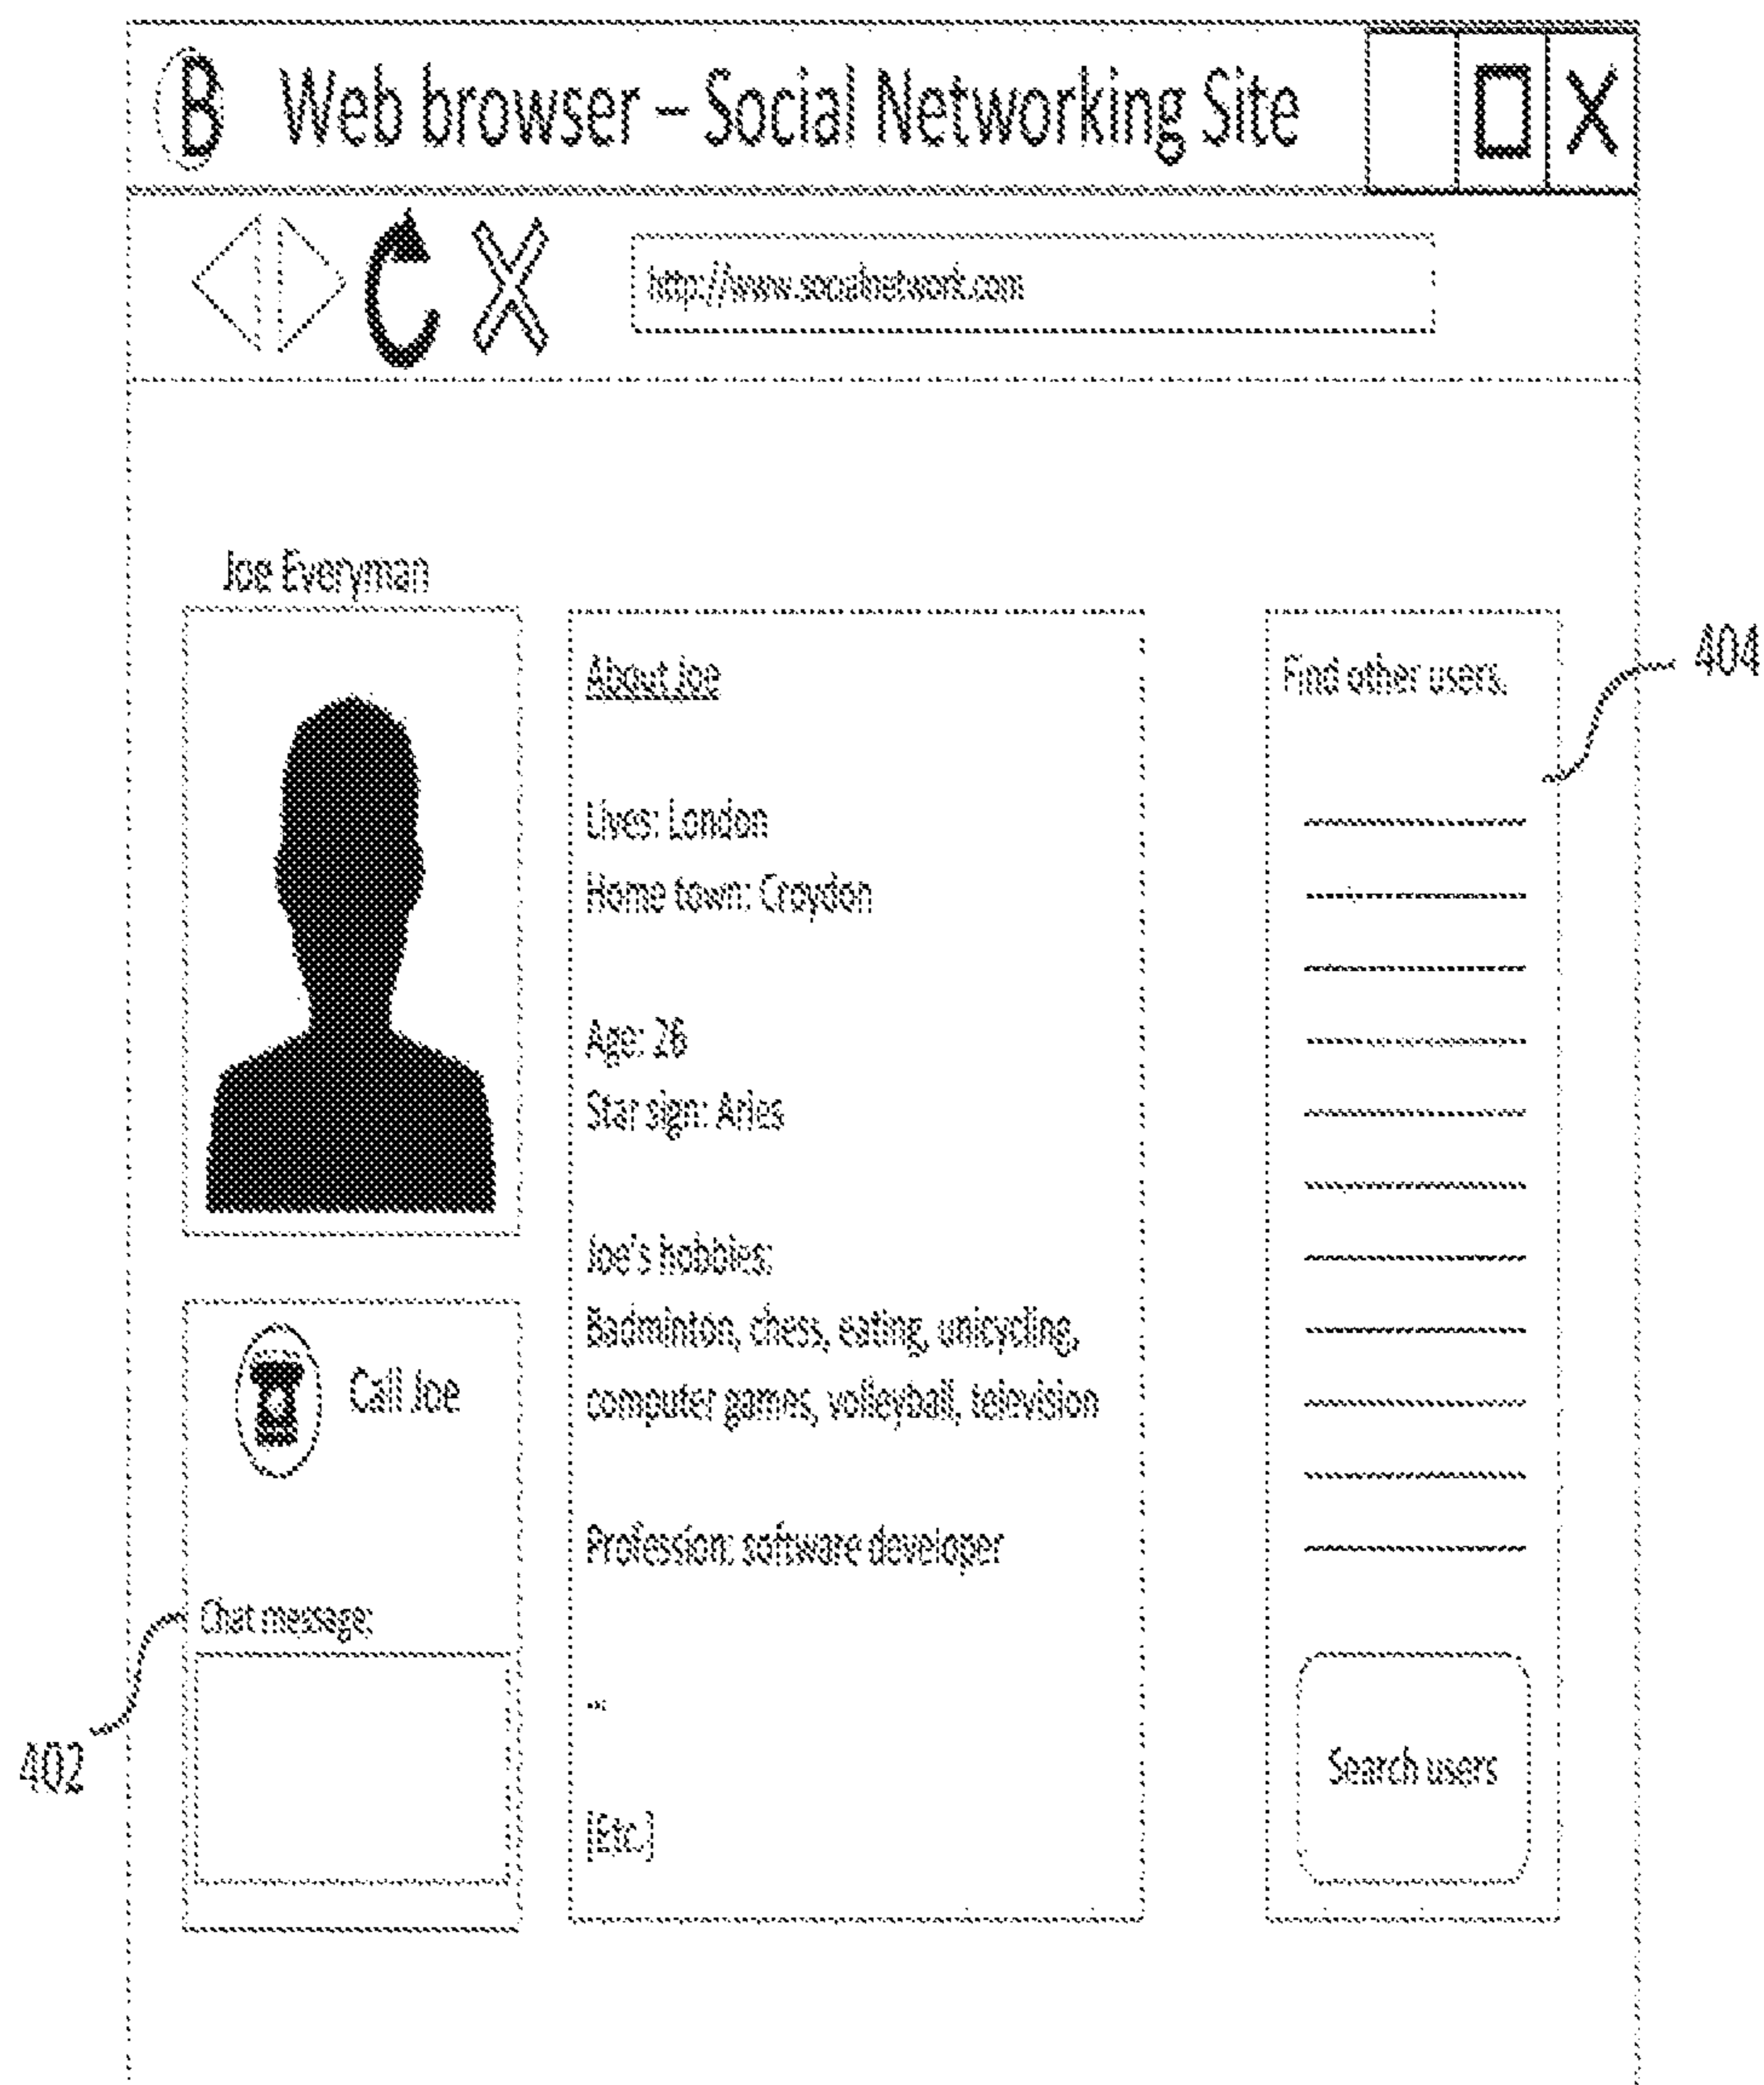 B Web browser – Social Networking Site X
http://www.socialnetwork.com
Joe Everyman
About Joe
Lives: London
Home town: Croydon
Age: 26
Star sign: Aries
Joe's hobbies:
Badminton, chess, eating, unicycling,
computer games, volleyball, television
Profession: software developer
...
[Etc.]
Call Joe
Chat message:
402
Find other users.
404
Search users